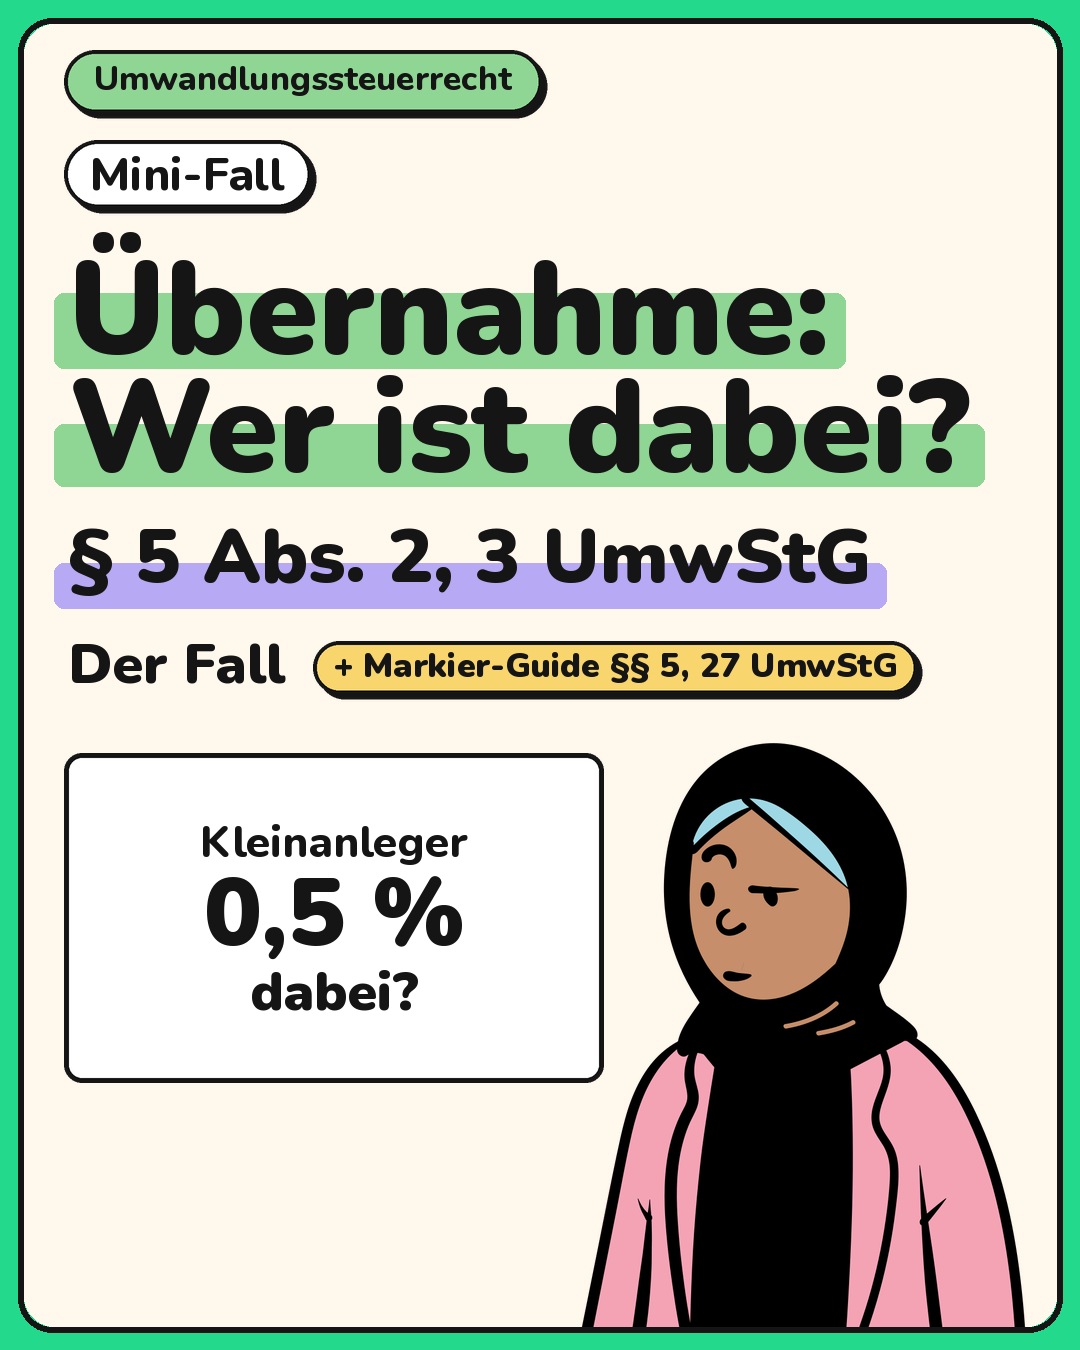 Umwandlungssteuerrecht
Mini-Fall
Übernahme:
Wer ist dabei?
§ 5 Abs. 2, 3 UmwStG
Der Fall + Markier-Guide §§ 5, 27 UmwStG
Kleinanleger
0,5 %
dabei?